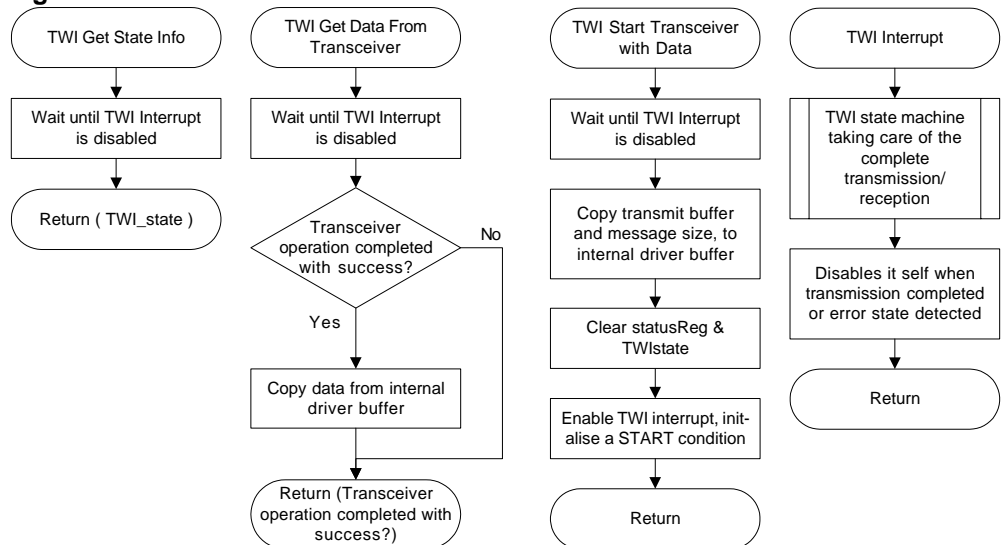 TWI Get State Info
Wait until TWI Interrupt
is disabled
Return ( TWI_state )
TWI Get Data From
Transceiver
Wait until TWI Interrupt
is disabled
Transceiver
operation completed
with success?
No
Yes
Copy data from internal
driver buffer
Return (Transceiver
operation completed with
success?)
TWI Start Transceiver
with Data
Wait until TWI Interrupt
is disabled
Copy transmit buffer
and message size, to
internal driver buffer
Clear statusReg &
TWIstate
Enable TWI interrupt, init-
alise a START condition
Return
TWI Interrupt
TWI state machine
taking care of the
complete
transmission/
reception
Disables it self when
transmission completed
or error state detected
Return